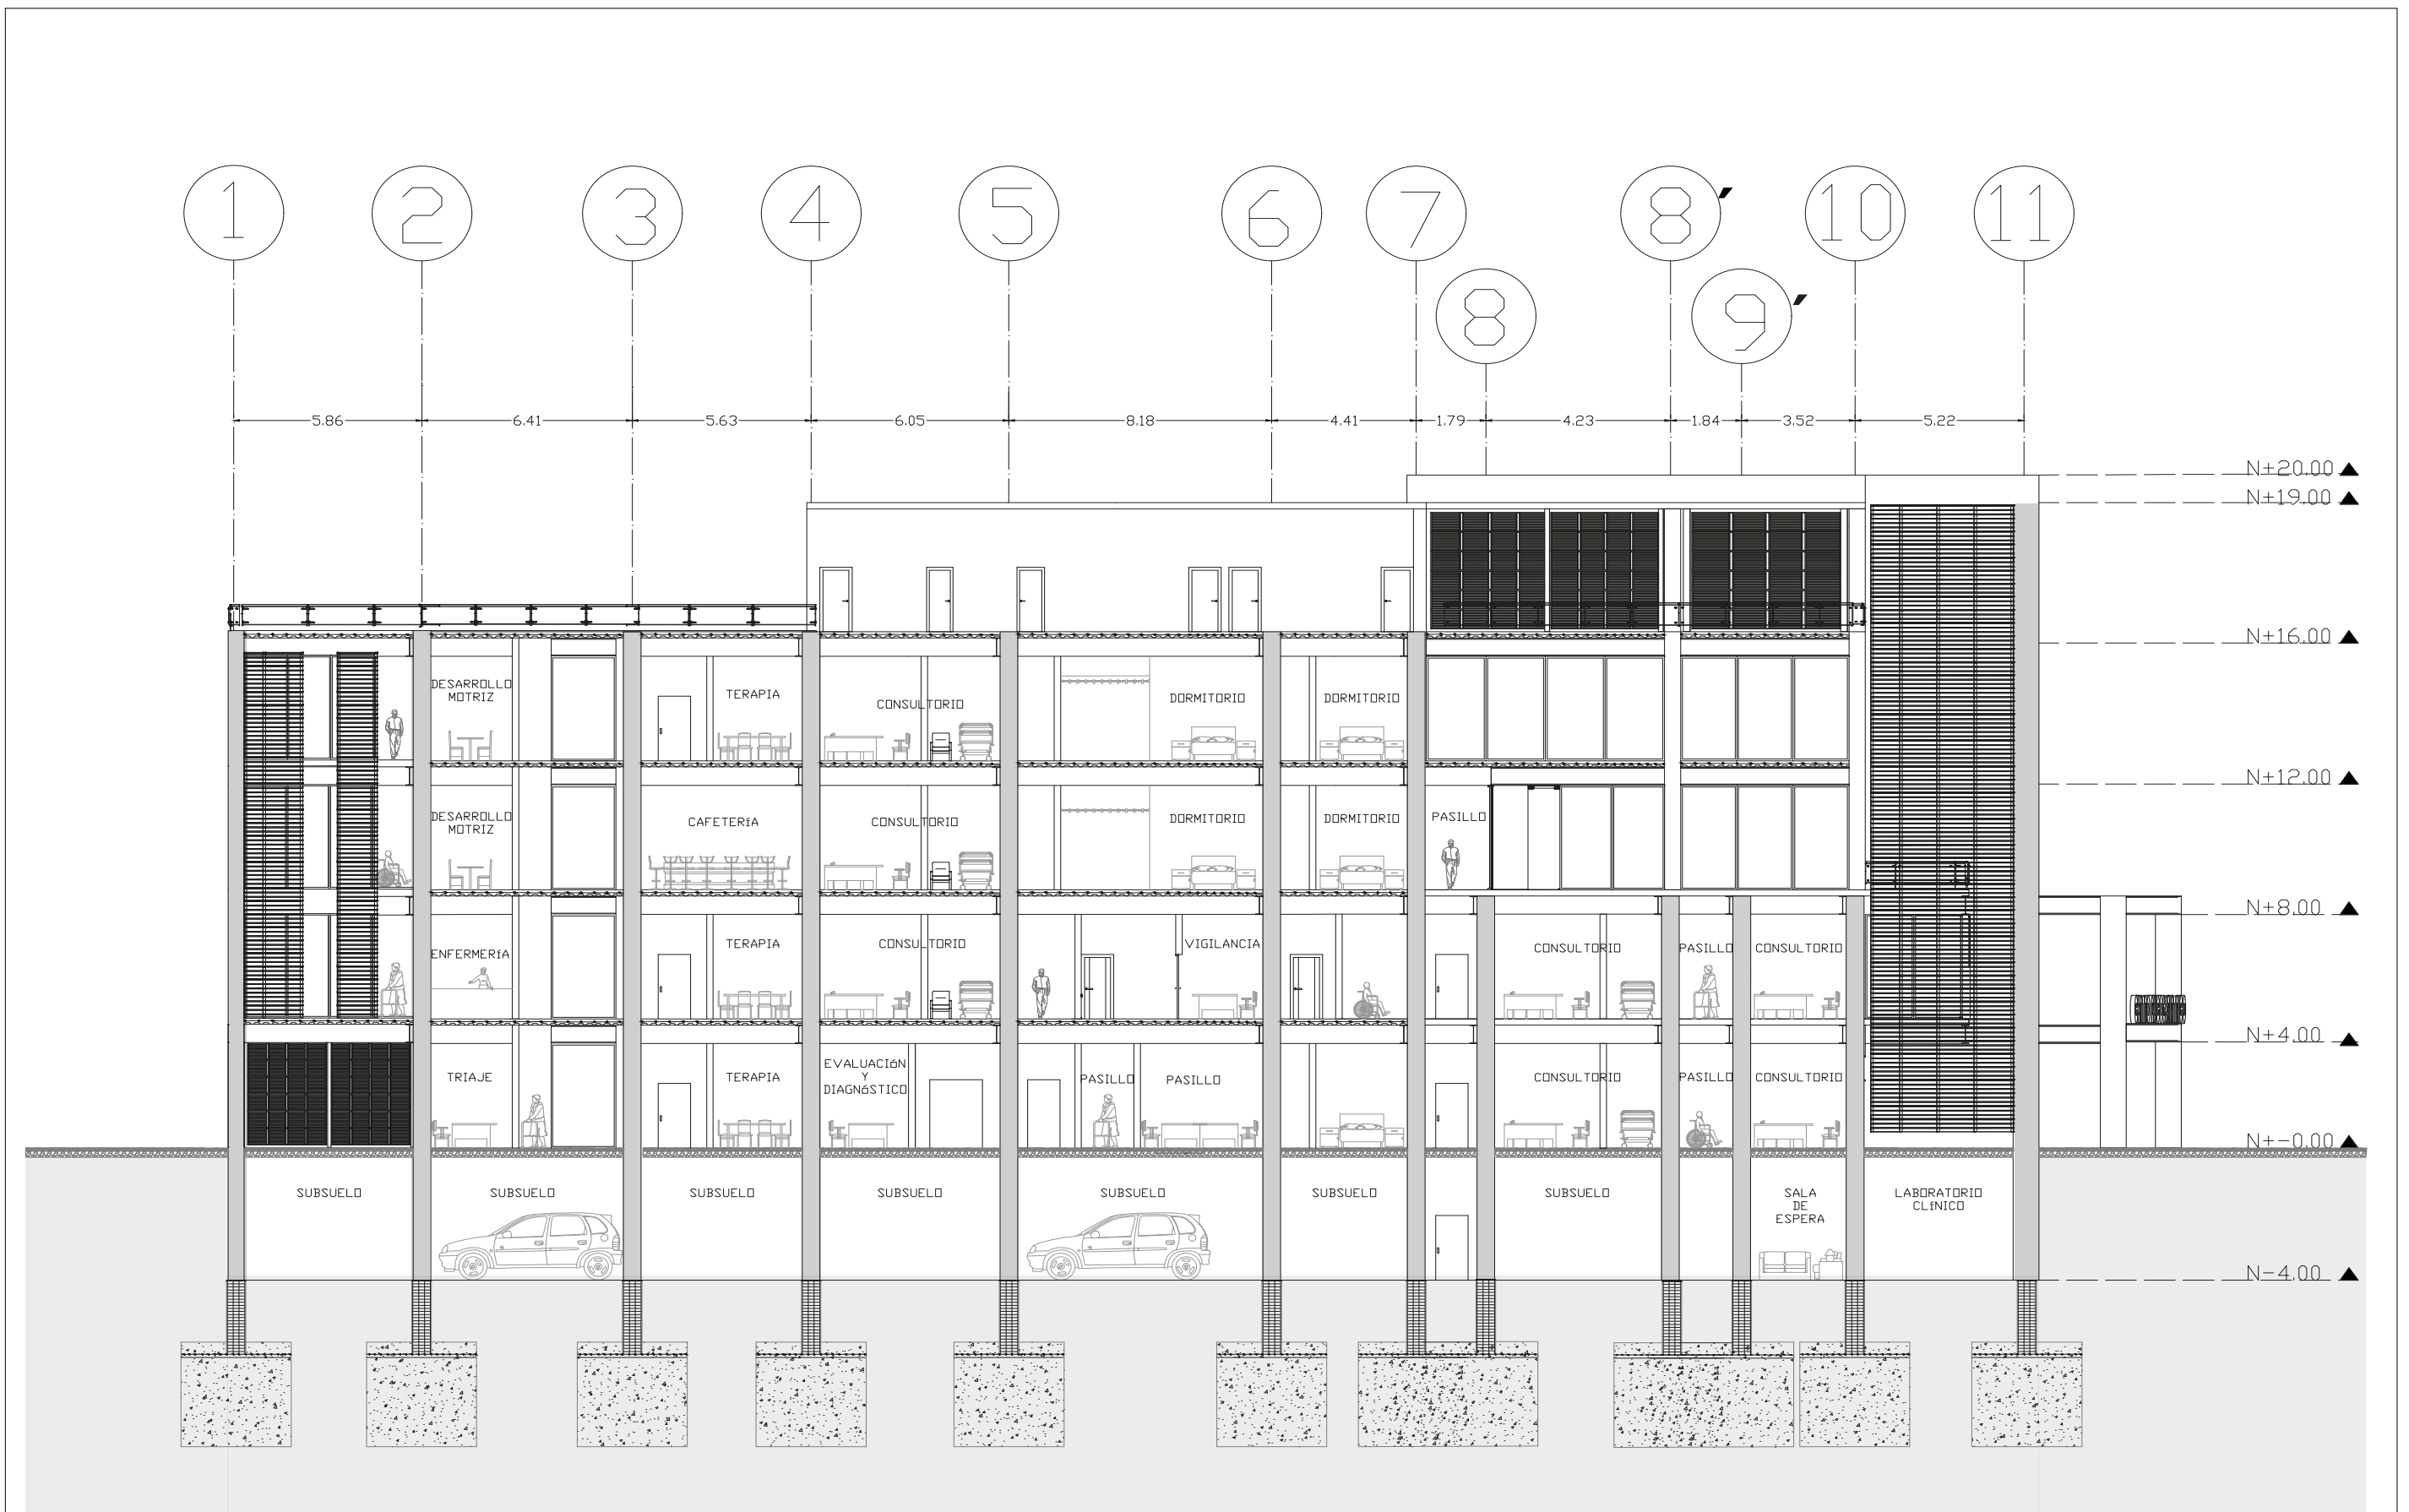 1 2 3 4 5 6 7 8' 10 11
8 9'
5.86 6.41 5.63 6.05 8.18 4.41 1.79 4.23 1.84 3.52 5.22
N+20.00
N+19.00
N+16.00
DESARROLLO
MOTRIZ
TERAPIA
CONSULTORIO
DORMITORIO
DORMITORIO
N+12.00
DESARROLLO
MOTRIZ
CAFETERíA
CONSULTORIO
DORMITORIO
DORMITORIO
PASILLO
N+8.00
ENFERMERíA
TERAPIA
CONSULTORIO
VIGILANCIA
CONSULTORIO
PASILLO
CONSULTORIO
N+4.00
TRIAJE
TERAPIA
EVALUACIóN
Y
DIAGNóSTICO
PASILLO
PASILLO
CONSULTORIO
PASILLO
CONSULTORIO
N+-0.00
SUBSUELO
SUBSUELO
SUBSUELO
SUBSUELO
SUBSUELO
SUBSUELO
SUBSUELO
SALA
DE
ESPERA
LABORATORIO
CLíNICO
N-4.00